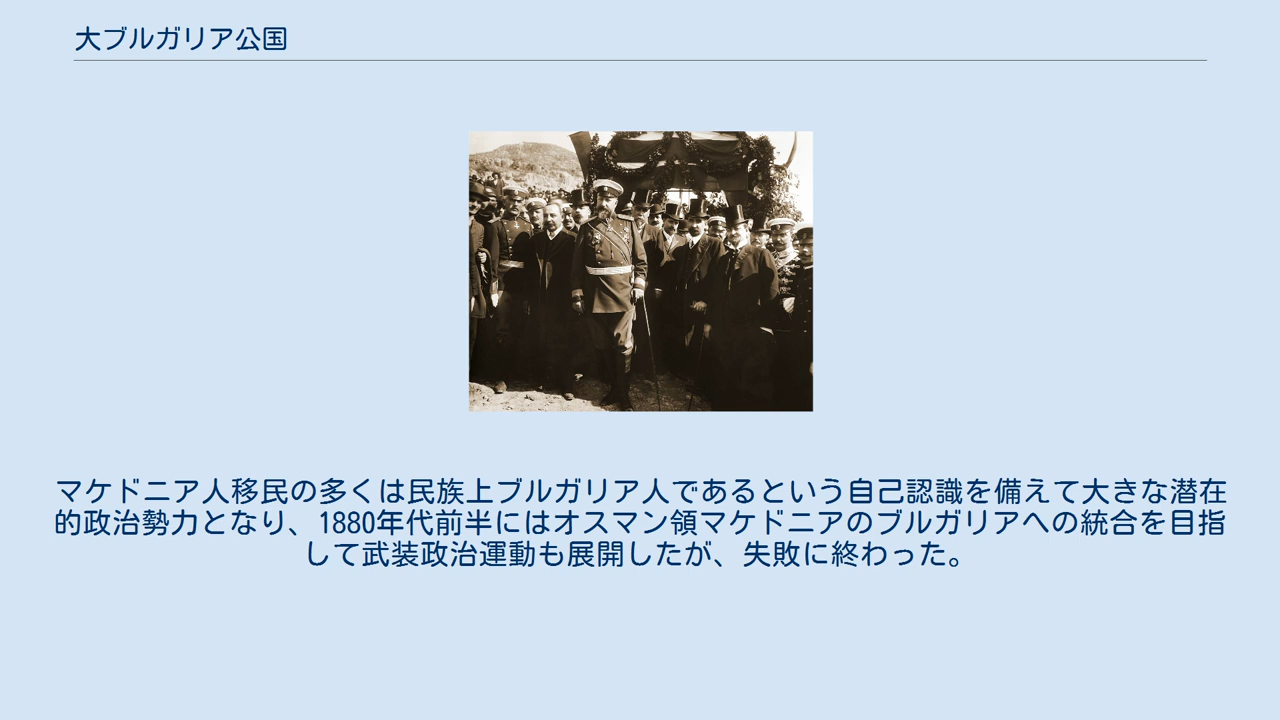 大ブルガリア公国
マケドニア人移民の多くは民族上ブルガリア人であるという自己認識を備えて大きな潜在
的政治勢力となり、1880年代前半にはオスマン領マケドニアのブルガリアへの統合を目指
して武装政治運動も展開したが、失敗に終わった。